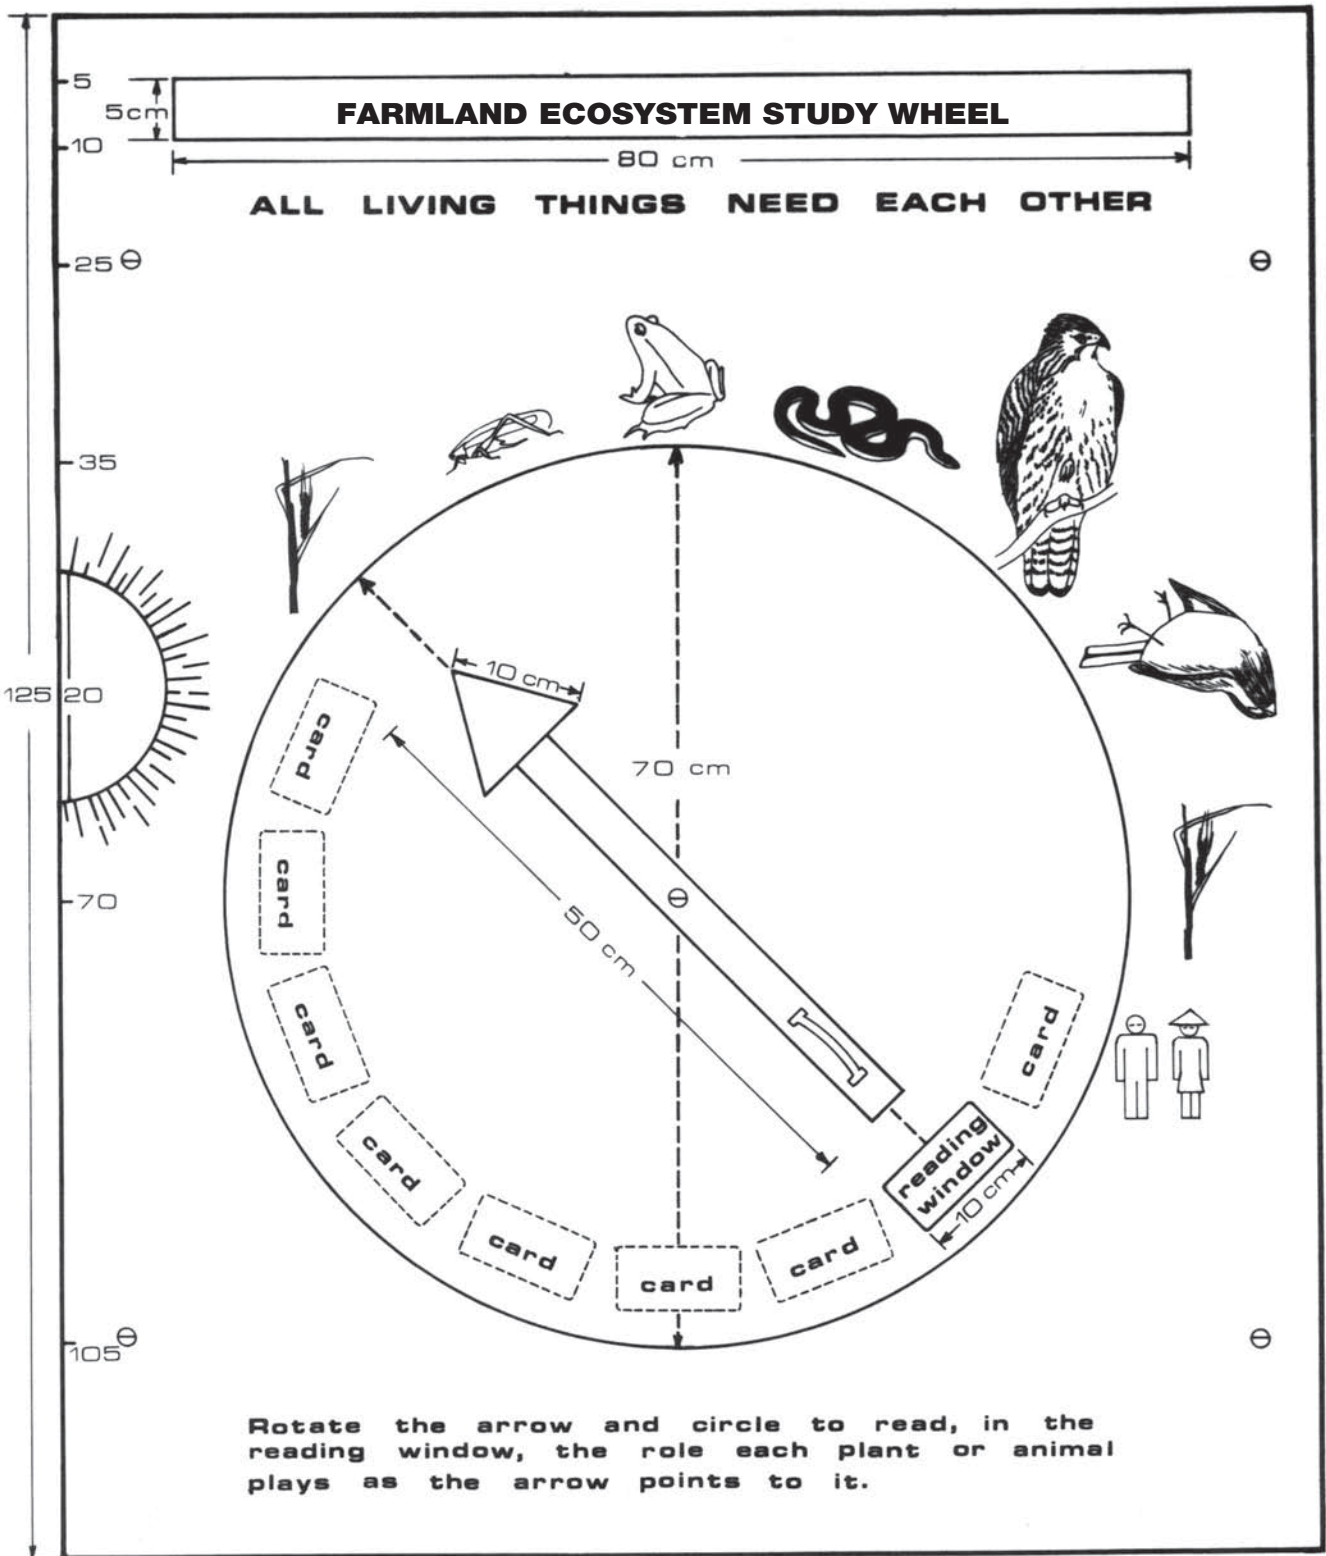 5
5cm
FARMLAND ECOSYSTEM STUDY WHEEL
10
80 cm
ALL LIVING THINGS NEED EACH OTHER
25
35
10 cm
125
20
card
70 cm
card
70
50 cm
card
card
card
reading
window
10 cm
card
card
card
card
105
Rotate the arrow and circle to read, in the
reading window, the role each plant or animal
plays as the arrow points to it.